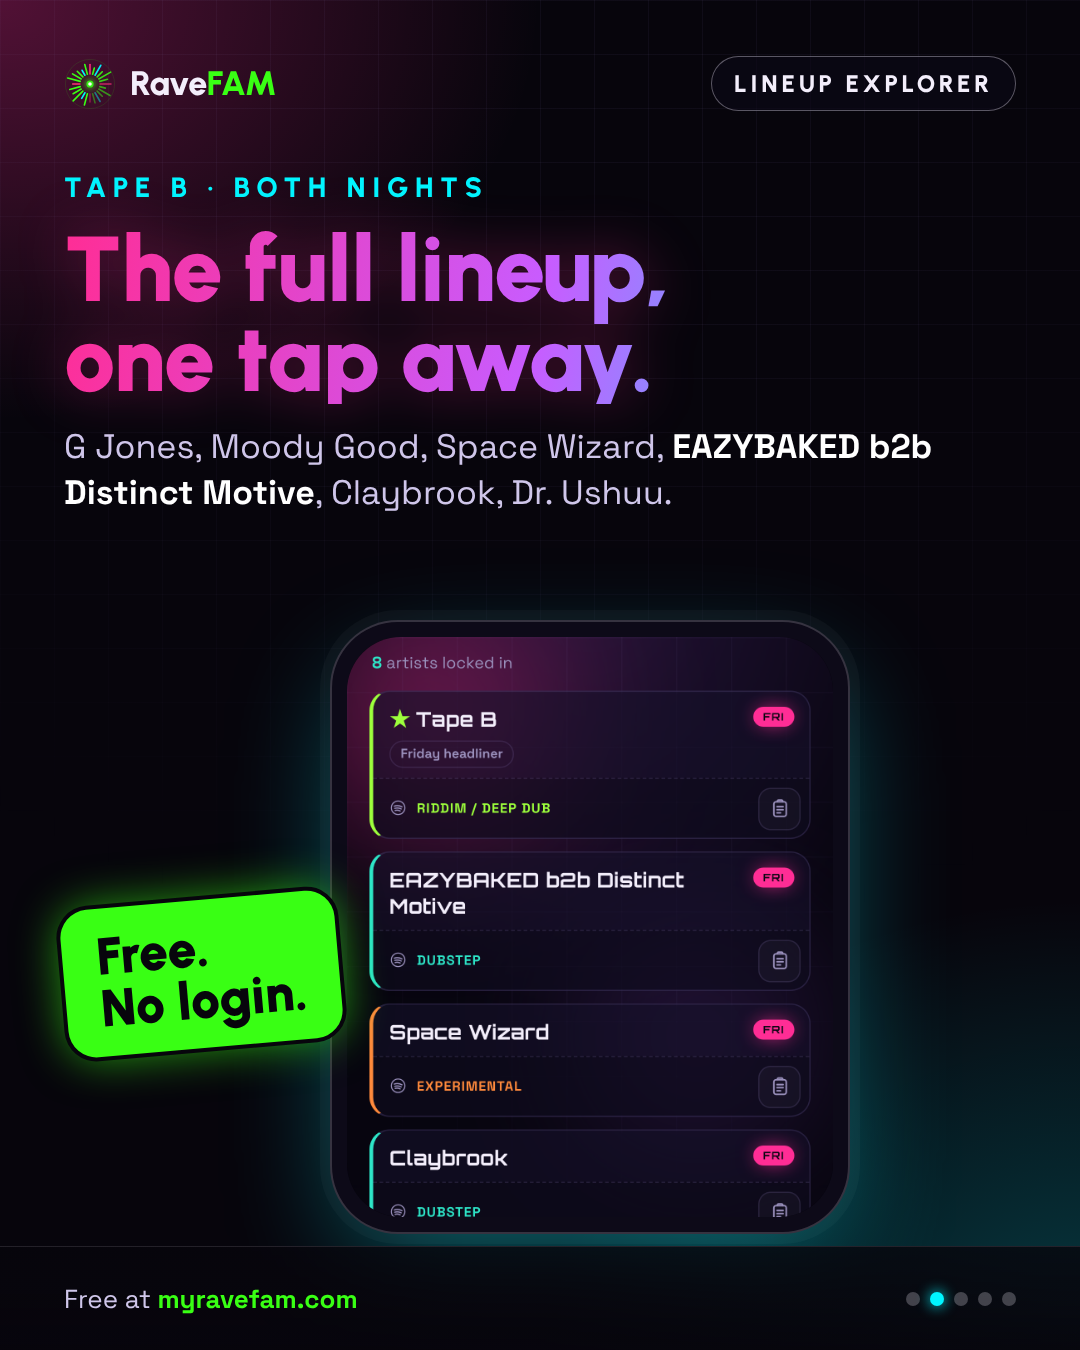 RaveFAM
LINEUP EXPLORER
TAPE B · BOTH NIGHTS
The full lineup,
one tap away.
G Jones, Moody Good, Space Wizard, EAZYBAKED b2b
Distinct Motive, Claybrook, Dr. Ushuu.
8 artists locked in
★ Tape B
FRI
Friday headliner
RIDDIM / DEEP DUB
EAZYBAKED b2b Distinct
Motive
FRI
DUBSTEP
Space Wizard
FRI
EXPERIMENTAL
Claybrook
FRI
DUBSTEP
Free.
No login.
Free at myravefam.com